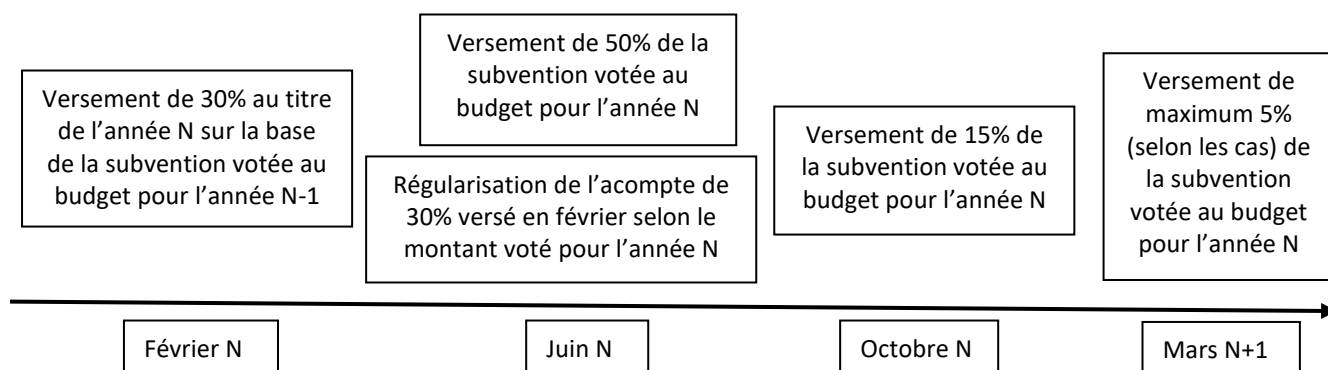 Versement de 30% au titre
de l’année N sur la base
de la subvention votée au
budget pour l’année N-1
Versement de 50% de la
subvention votée au
budget pour l’année N
Régularisation de l’acompte de
30% versé en février selon le
montant voté pour l’année N
Versement de 15% de
la subvention votée au
budget pour l’année N
Versement de
maximum 5%
(selon les cas) de
la subvention
votée au budget
pour l’année N
Février N
Juin N
Octobre N
Mars N+1